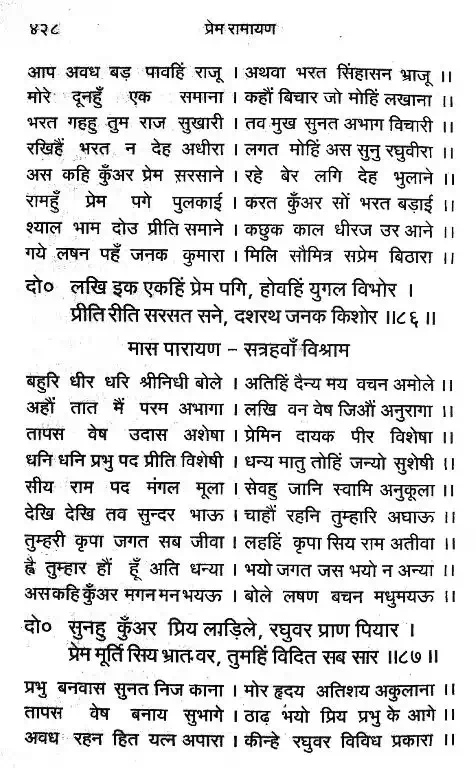 ४२८ प्रेम रामायण
आप अवध बड़ पावहिं राजू । अथवा भरत सिंहासन भ्राजू ।।
मोरे दूनहुँ एक समाना । कहौं बिचार जो मोहिं लखाना ।।
भरत गहहु तुम राज सुखारी । तव मुख सुनत अभाग विचारी ।।
रखिहैं भरत न देह अधीरा । लगत मोहिं अस सुनु रघुवीरा ।।
अस कहि कुँअर प्रेम सरसाने । रहे बेर लगि देह भुलाने ।।
रामहुँ प्रेम पगे पुलकाई । करत कुँअर सों भरत बड़ाई ।।
श्याल भाम दोउ प्रीति समाने । कछुक काल धीरज उर आने ।।
गये लषन पहँ जनक कुमारा । मिलि सौमित्र सप्रेम बिठारा ।।
दो० लखि इक एकहिं प्रेम पगि, होवहिं युगल विभोर ।
प्रीति रीति सरसत सने, दशरथ जनक किशोर ।।८६ ।।
मास पारायण – सत्रहवाँ विश्राम
बहुरि धीर धरि श्रीनिधी बोले । अतिहिं दैन्य मय वचन अमोले ।।
अहौं तात मैं परम अभागा । लखि वन वेष जिऔं अनुरागा ।।
तापस वेष उदास अशेषा । प्रेमिन दायक पीर विशेषा ।।
धनि धनि प्रभु पद प्रीति विशेषी । धन्य मातु तोहिं जन्यो सुशेषी ।।
सीय राम पद मंगल मूला । सेवहु जानि स्वामि अनुकूला ।।
देखि देखि तव सुन्दर भाऊ । चाहौं रहनि तुम्हारि अघाऊ ।।
तुम्हरी कृपा जगत सब जीवा । लहहिं कृपा सिय राम अतीवा ।।
ह्वै तुम्हार हौं हूँ अति धन्या । भयो जगत जस भयो न अन्या ।।
अस कहि कुँअर मगन मन भयऊ । बोले लषण बचन मधुमयऊ ।।
दो० सुनहु कुँअर प्रिय लाड़िले, रघुवर प्राण पियार ।
प्रेम मूर्ति सिय भ्रात वर, तुमहिं विदित सब सार ।।८७ ।।
प्रभु बनवास सुनत निज काना । मोर हृदय अतिशय अकुलाना ।।
तापस वेष बनाय सुभागे । ठाढ़ भयो प्रिय प्रभु के आगे ।।
अवध रहन हित यत्न अपारा । कीन्हे रघुवर विविध प्रकारा ।।